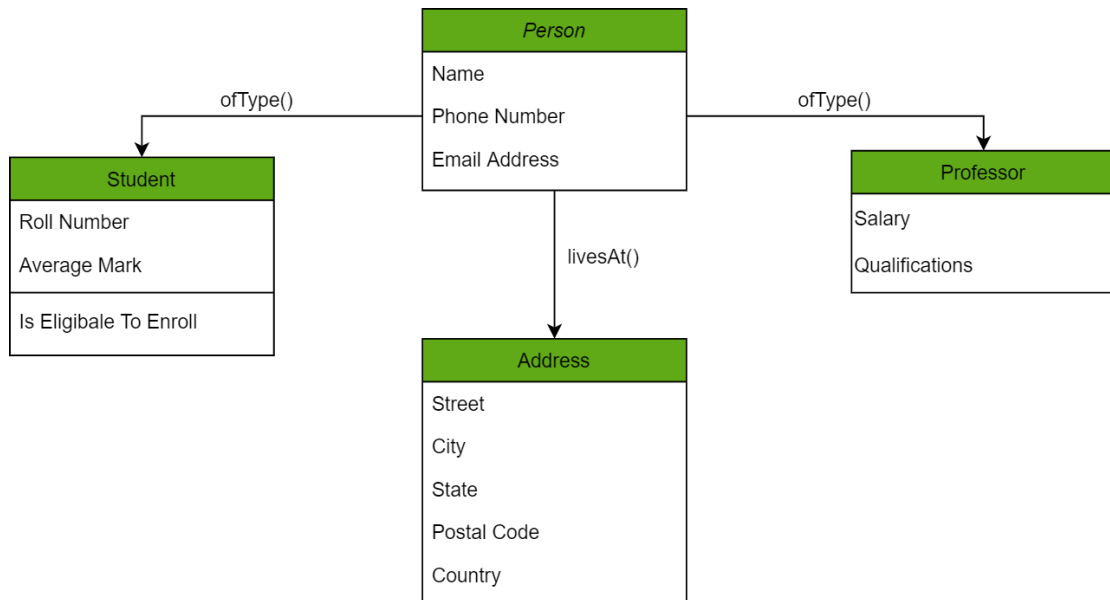 Person
Name
Phone Number
Email Address
ofType()
ofType()
Student
Roll Number
Average Mark
Is Eligibale To Enroll
Professor
Salary
Qualifications
livesAt()
Address
Street
City
State
Postal Code
Country